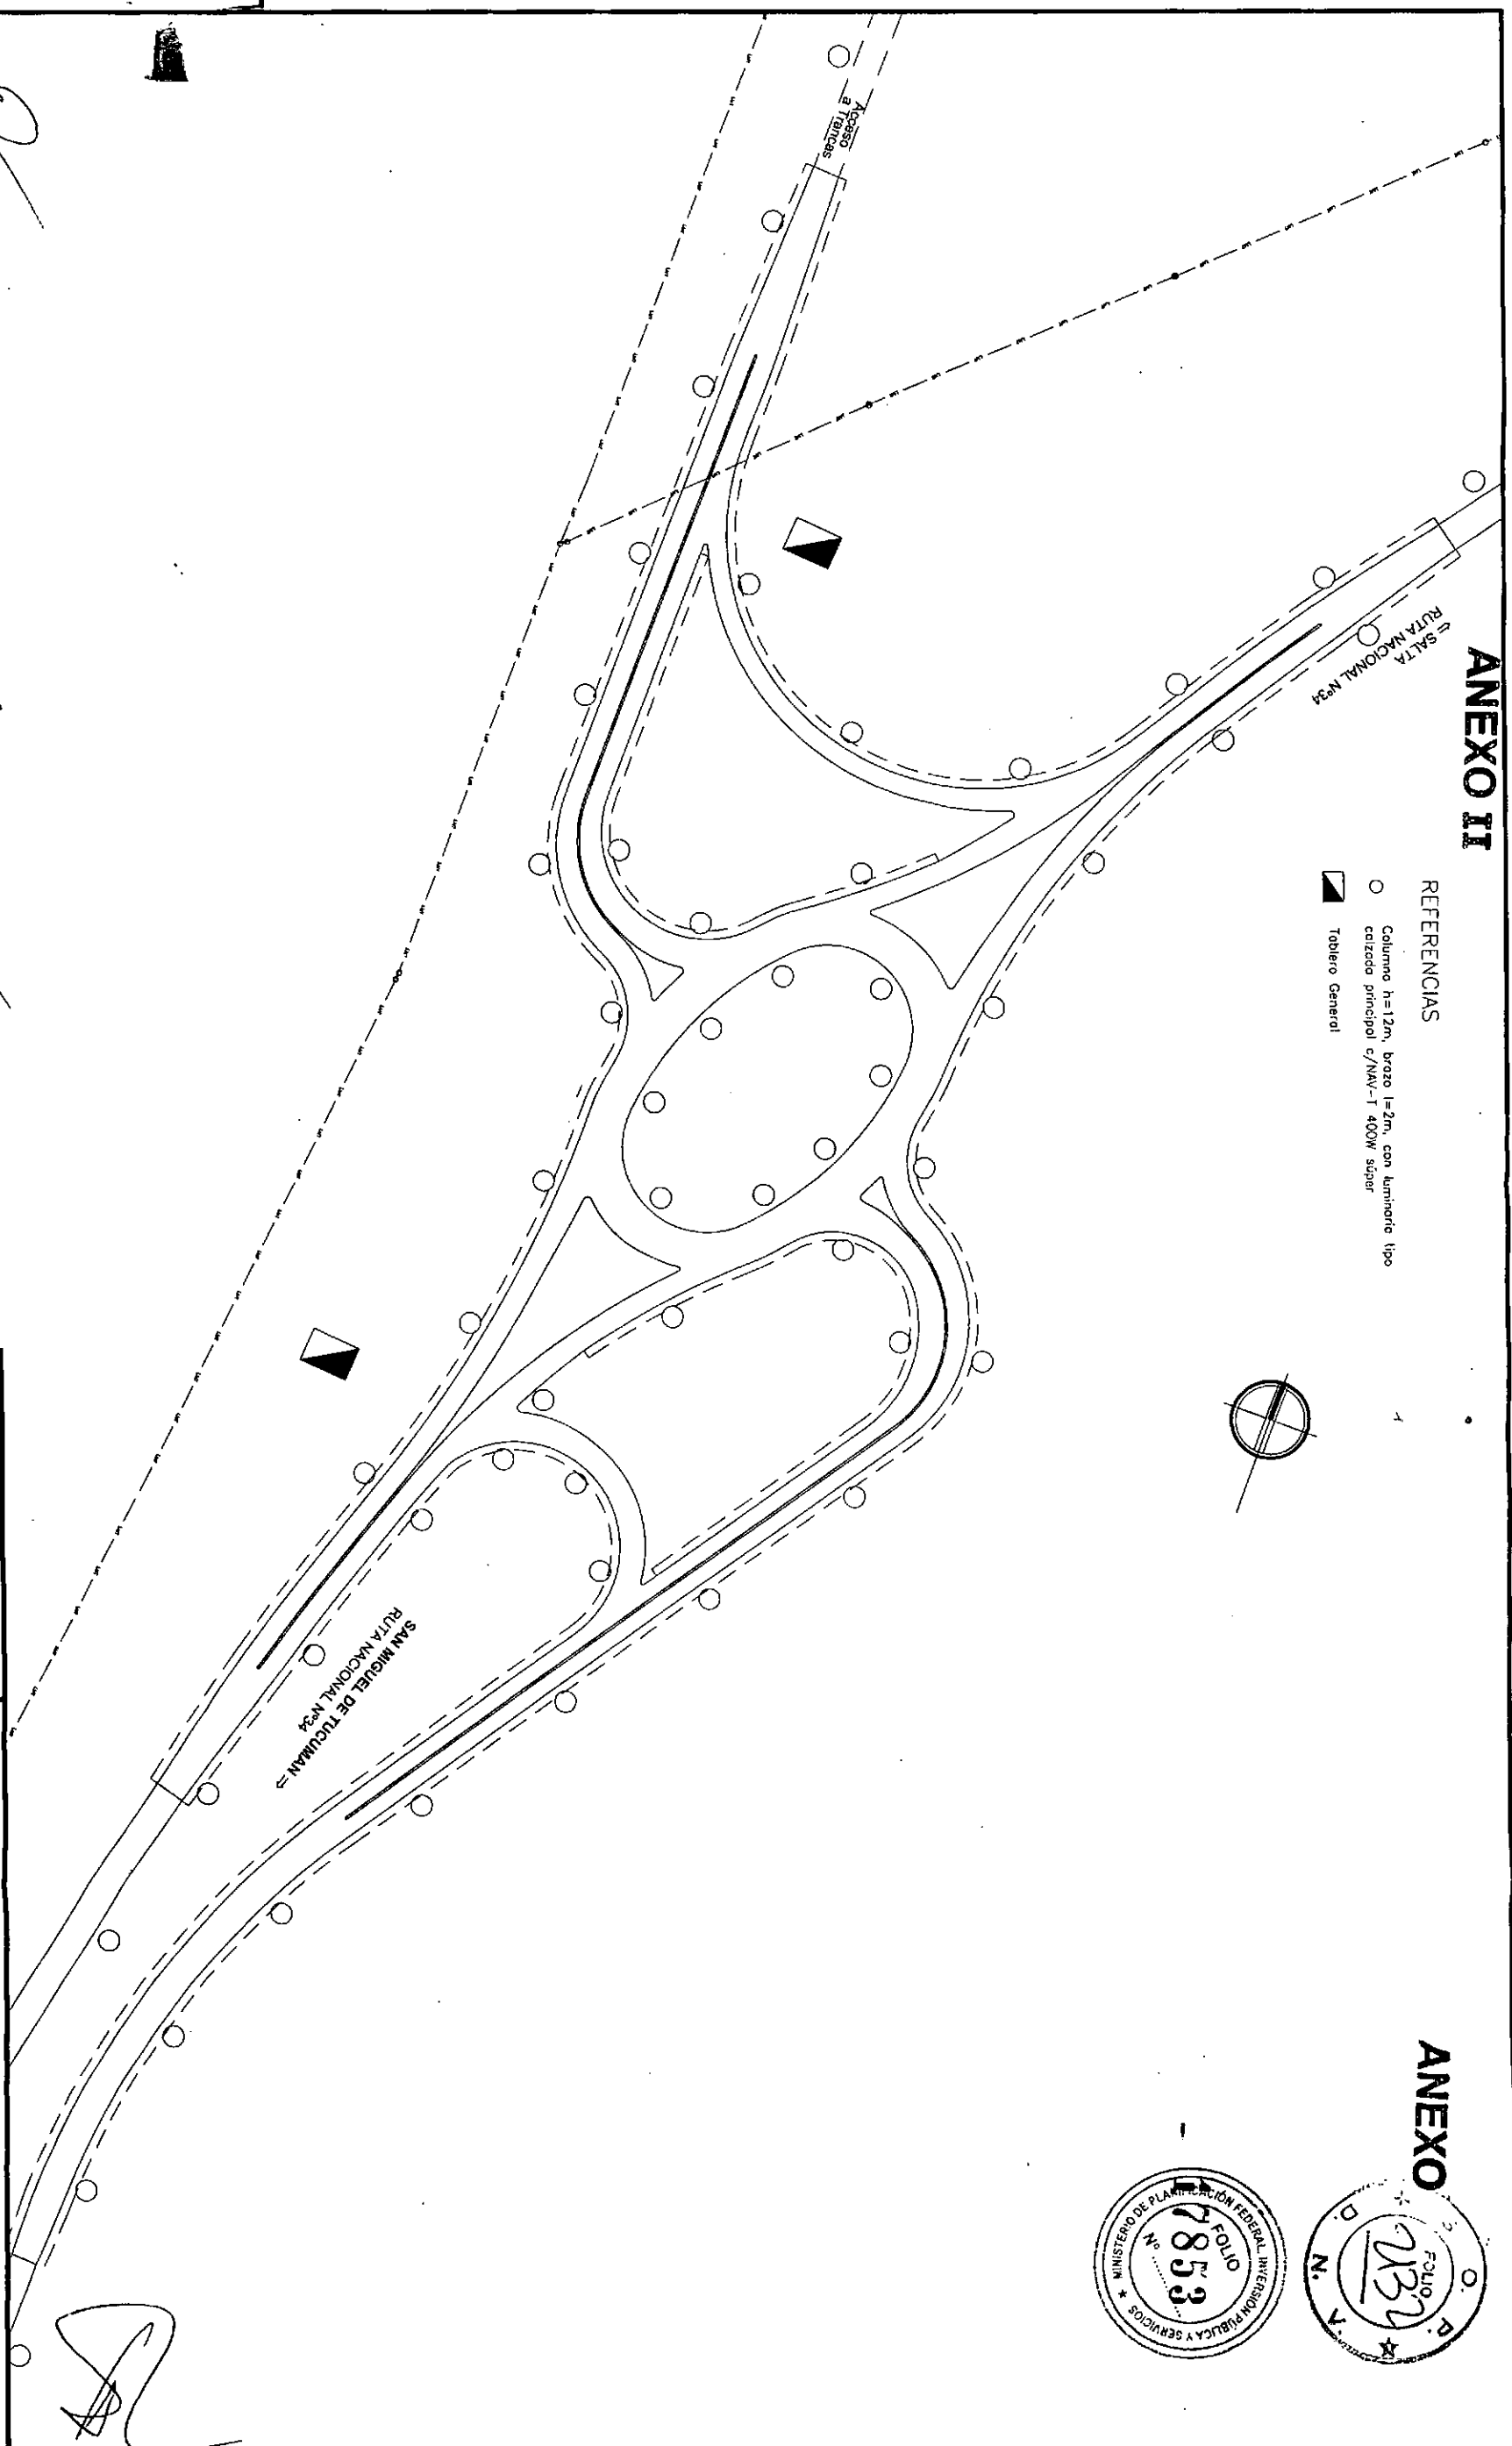 ANEXO II
ANEXO
REFERENCIAS
Columna h=12m, brazo l=2m, con luminaria tipo
calzada principal c/NAV-T 400W súper
Tablero General
Acceso
a Trancas
⇦ SALTA
RUTA NACIONAL Nº34
SAN MIGUEL DE TUCUMAN ⇨
RUTA NACIONAL Nº34
MINISTERIO DE PLANIFICACIÓN FEDERAL, INVERSIÓN PÚBLICA Y SERVICIOS
FOLIO
Nº
7853
FOLIO
D. N. V.
O. P.